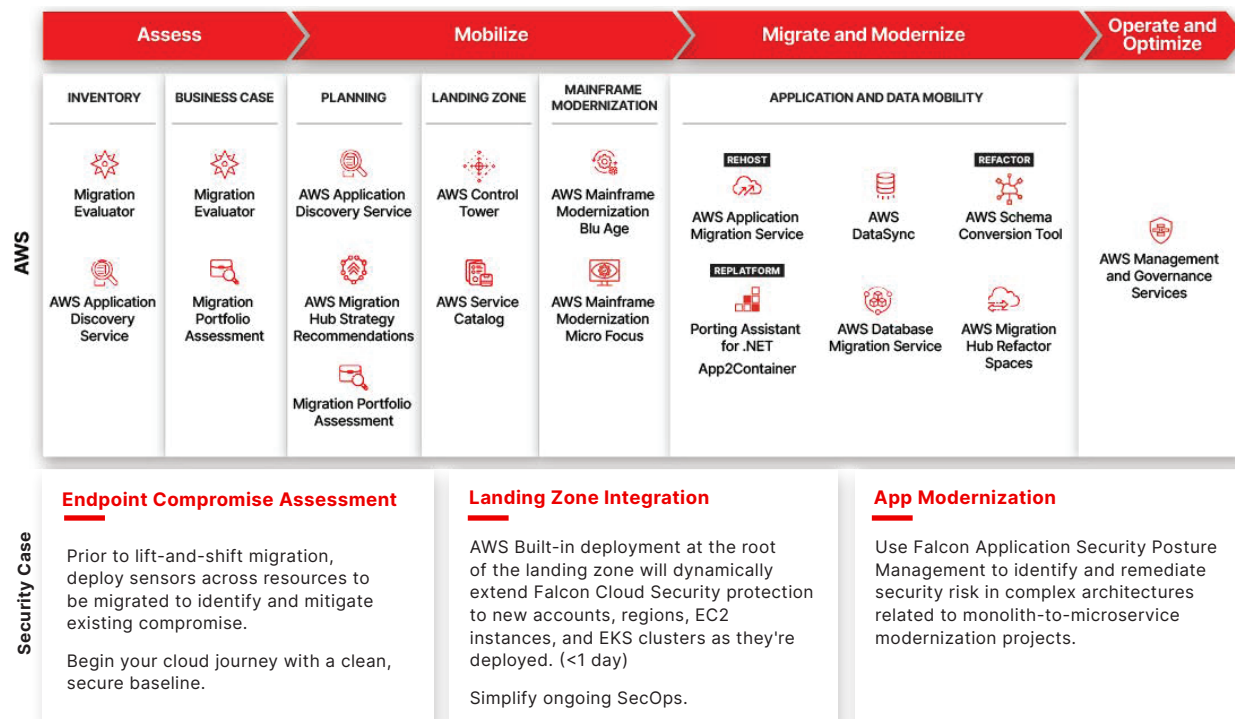 Assess
Mobilize
Migrate and Modernize
Operate and
Optimize
AWS
INVENTORY
Migration
Evaluator
AWS Application
Discovery
Service
BUSINESS CASE
Migration
Evaluator
Migration
Portfolio
Assessment
PLANNING
AWS Application
Discovery Service
AWS Migration
Hub Strategy
Recommendations
Migration Portfolio
Assessment
LANDING ZONE
AWS Control
Tower
AWS Service
Catalog
MAINFRAME
MODERNIZATION
AWS Mainframe
Modernization
Blu Age
AWS Mainframe
Modernization
Micro Focus
APPLICATION AND DATA MOBILITY
REHOST
AWS Application
Migration Service
AWS
DataSync
REFACTOR
AWS Schema
Conversion Tool
REPLATFORM
Porting Assistant
for .NET
App2Container
AWS Database
Migration Service
AWS Migration
Hub Refactor
Spaces
AWS Management
and Governance
Services
Security Case
Endpoint Compromise Assessment
Prior to lift-and-shift migration,
deploy sensors across resources to
be migrated to identify and mitigate
existing compromise.
Begin your cloud journey with a clean,
secure baseline.
Landing Zone Integration
AWS Built-in deployment at the root
of the landing zone will dynamically
extend Falcon Cloud Security protection
to new accounts, regions, EC2
instances, and EKS clusters as they're
deployed. (<1 day)
Simplify ongoing SecOps.
App Modernization
Use Falcon Application Security Posture
Management to identify and remediate
security risk in complex architectures
related to monolith-to-microservice
modernization projects.